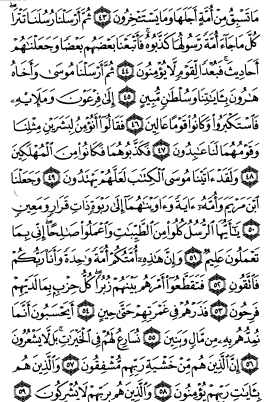 مَا تَسْبِقُ مِنْ أُمَّةٍ أَجَلَهَا وَمَا يَسْتَـْٔخِرُونَ ٤٣ ثُمَّ أَرْسَلْنَا رُسُلَنَا تَتْرَا
كُلَّ مَا جَآءَ أُمَّةً رَّسُولُهَا كَذَّبُوهُ فَأَتْبَعْنَا بَعْضَهُم بَعْضًا وَجَعَلْنَٰهُمْ
أَحَادِيثَ فَبُعْدًا لِّقَوْمٍ لَّا يُؤْمِنُونَ ٤٤ ثُمَّ أَرْسَلْنَا مُوسَىٰ وَأَخَاهُ
هَٰرُونَ بِـَٔايَٰتِنَا وَسُلْطَٰنٍ مُّبِينٍ ٤٥ إِلَىٰ فِرْعَوْنَ وَمَلَإِي۟هِ
فَٱسْتَكْبَرُوا۟ وَكَانُوا۟ قَوْمًا عَالِينَ ٤٦ فَقَالُوٓا۟ أَنُؤْمِنُ لِبَشَرَيْنِ مِثْلِنَا
وَقَوْمُهُمَا لَنَا عَٰبِدُونَ ٤٧ فَكَذَّبُوهُمَا فَكَانُوا۟ مِنَ ٱلْمُهْلَكِينَ
٤٨ وَلَقَدْ ءَاتَيْنَا مُوسَى ٱلْكِتَٰبَ لَعَلَّهُمْ يَهْتَدُونَ ٤٩ وَجَعَلْنَا
ٱبْنَ مَرْيَمَ وَأُمَّهُۥٓ ءَايَةً وَءَاوَيْنَٰهُمَآ إِلَىٰ رَبْوَةٍ ذَاتِ قَرَارٍ وَمَعِينٍ
٥٠ يَٰٓأَيُّهَا ٱلرُّسُلُ كُلُوا۟ مِنَ ٱلطَّيِّبَٰتِ وَٱعْمَلُوا۟ صَٰلِحًا إِنِّى بِمَا
تَعْمَلُونَ عَلِيمٌ ٥١ وَإِنَّ هَٰذِهِۦٓ أُمَّتُكُمْ أُمَّةً وَٰحِدَةً وَأَنَا۠ رَبُّكُمْ
فَٱتَّقُونِ ٥٢ فَتَقَطَّعُوٓا۟ أَمْرَهُم بَيْنَهُمْ زُبُرًا كُلُّ حِزْبٍۭ بِمَا لَدَيْهِمْ
فَرِحُونَ ٥٣ فَذَرْهُمْ فِى غَمْرَتِهِمْ حَتَّىٰ حِينٍ ٥٤ أَيَحْسَبُونَ أَنَّمَا
نُمِدُّهُم بِهِۦ مِن مَّالٍ وَبَنِينَ ٥٥ نُسَارِعُ لَهُمْ فِى ٱلْخَيْرَٰتِ بَل لَّا يَشْعُرُونَ
٥٦ إِنَّ ٱلَّذِينَ هُم مِّنْ خَشْيَةِ رَبِّهِم مُّشْفِقُونَ ٥٧ وَٱلَّذِينَ هُم
بِـَٔايَٰتِ رَبِّهِمْ يُؤْمِنُونَ ٥٨ وَٱلَّذِينَ هُم بِرَبِّهِمْ لَا يُشْرِكُونَ ٥٩